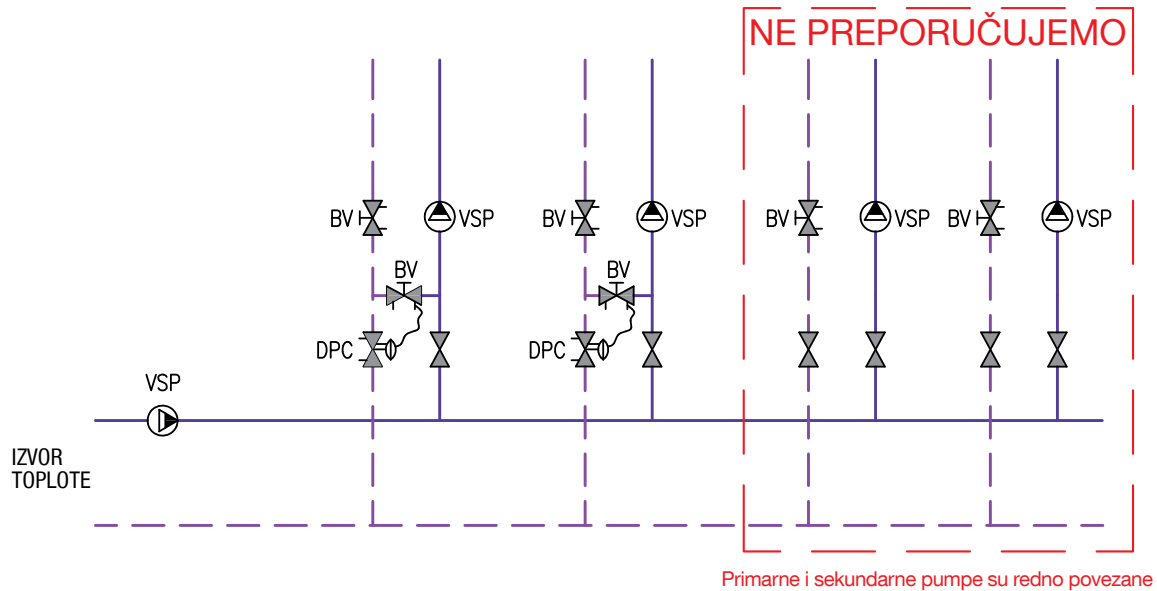 NE PREPORUČUJEMO
BV
VSP
BV
VSP
BV
VSP
BV
VSP
BV
BV
DPC
DPC
VSP
IZVOR
TOPLOTE
Primarne i sekundarne pumpe su redno povezane